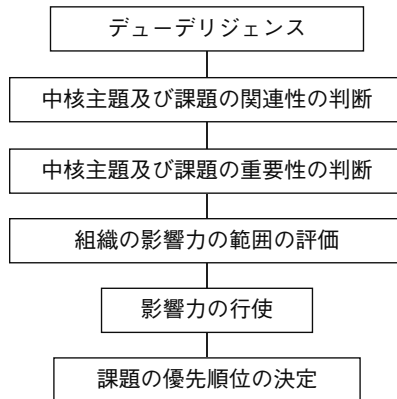 デューデリジェンス
中核主題及び課題の関連性の判断
中核主題及び課題の重要性の判断
組織の影響力の範囲の評価
影響力の行使
課題の優先順位の決定